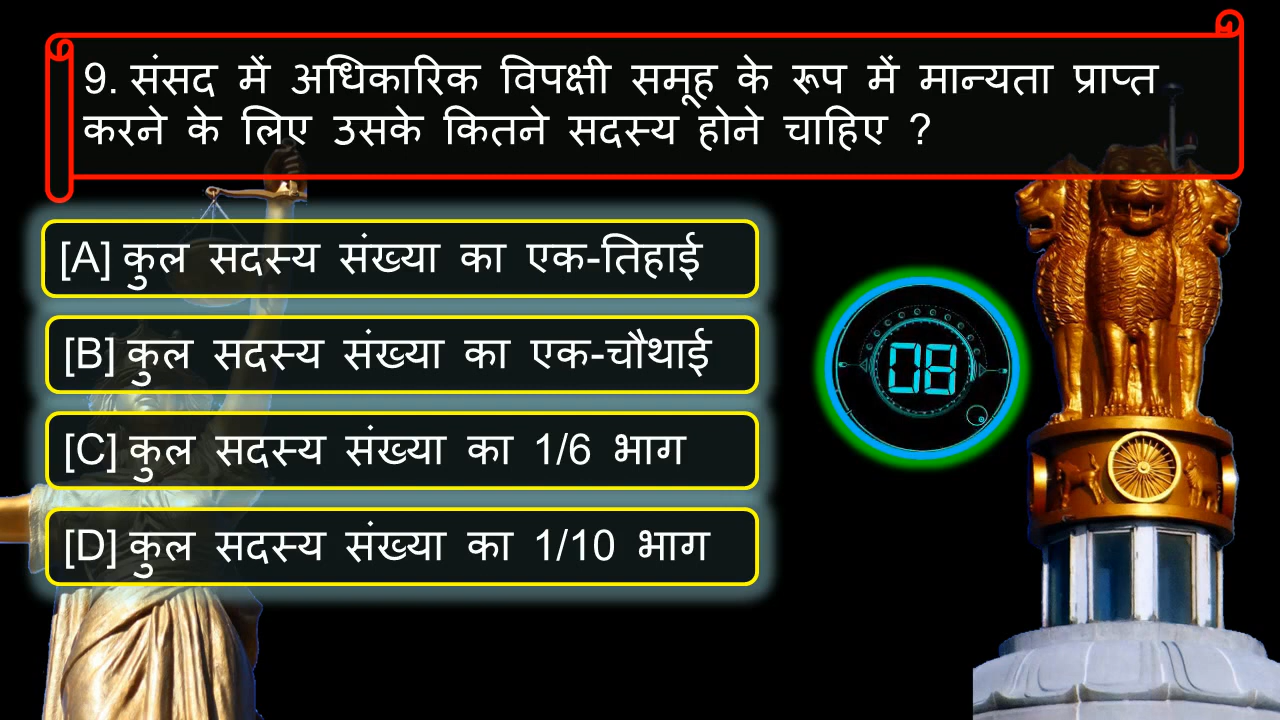 9. संसद में अधिकारिक विपक्षी समूह के रूप में मान्यता प्राप्त
करने के लिए उसके कितने सदस्य होने चाहिए ?
[A] कुल सदस्य संख्या का एक-तिहाई
[B] कुल सदस्य संख्या का एक-चौथाई
[C] कुल सदस्य संख्या का 1/6 भाग
[D] कुल सदस्य संख्या का 1/10 भाग
08